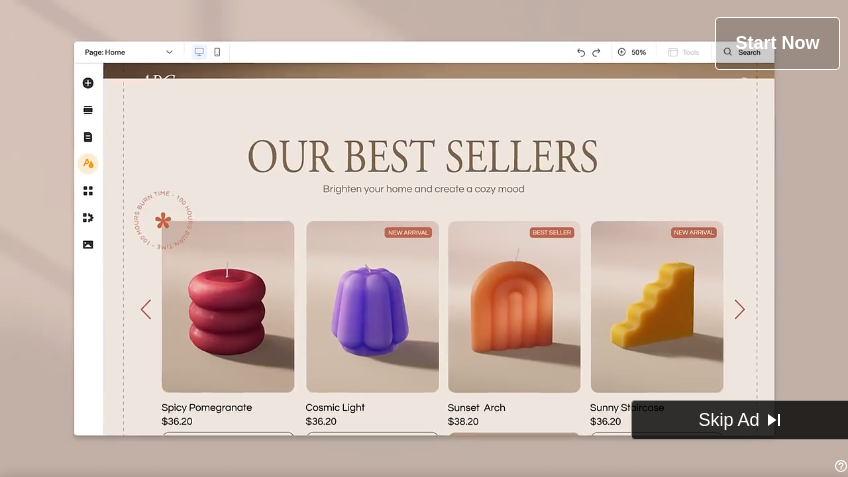 Start Now
Page: Home
50%
Tools
Search
OUR BEST SELLERS
Brighten your home and create a cozy mood
100 HOURS BURN TIME - 100 HOURS BURN TIME -
NEW ARRIVAL
BEST SELLER
NEW ARRIVAL
Spicy Pomegranate
Cosmic Light
Sunset Arch
Sunny Staircase
$36.20
$36.20
$38.20
$36.20
Skip Ad